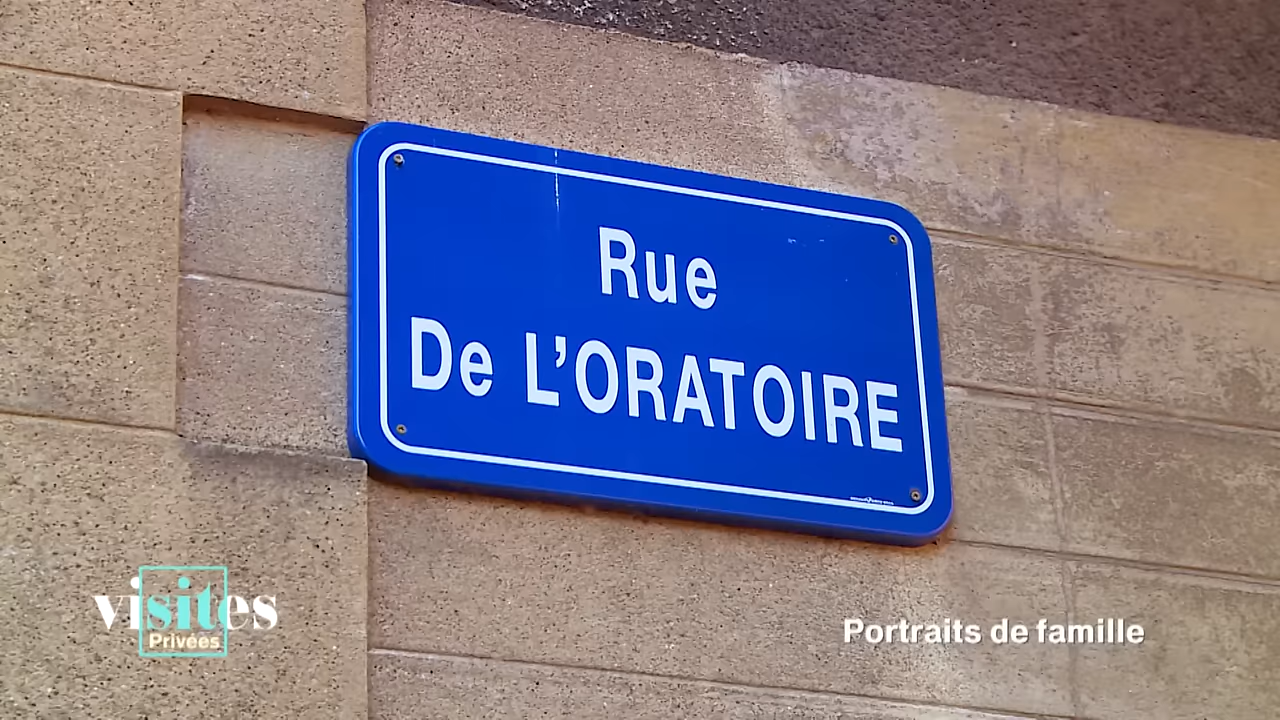 Rue
De L'ORATOIRE
visites
Privées
Portraits de famille